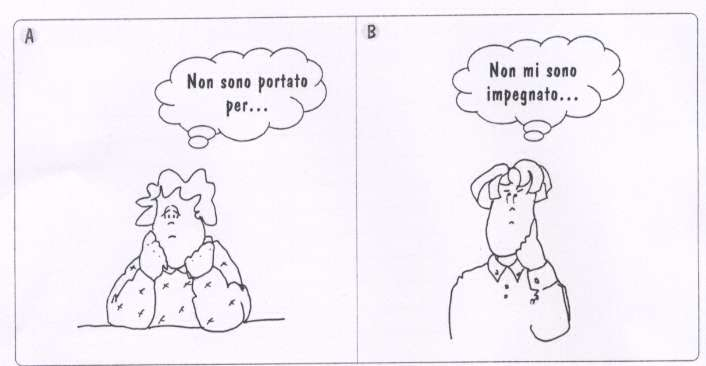 A
Non sono portato
per...
B
Non mi sono
impegnato...